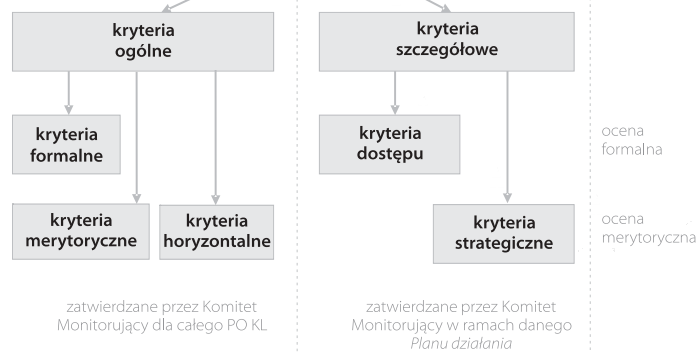 kryteria
ogólne
kryteria
szczegółowe
kryteria
formalne
kryteria
dostępu
ocena
formalna
kryteria
merytoryczne
kryteria
horyzontalne
kryteria
strategiczne
ocena
merytoryczna
zatwierdzane przez Komitet
Monitorujący dla całego PO KL
zatwierdzane przez Komitet
Monitorujący w ramach danego
Planu działania